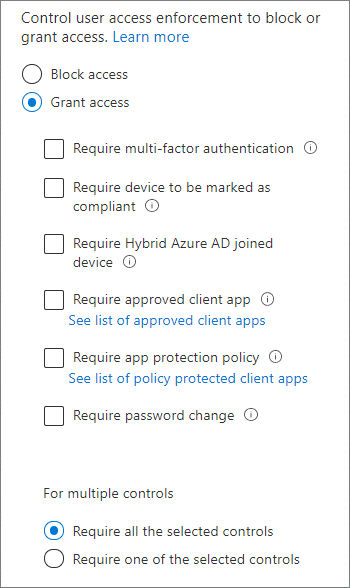 Control user access enforcement to block or
grant access. Learn more
Block access
Grant access
Require multi-factor authentication
Require device to be marked as
compliant
Require Hybrid Azure AD joined
device
Require approved client app
See list of approved client apps
Require app protection policy
See list of policy protected client apps
Require password change
For multiple controls
Require all the selected controls
Require one of the selected controls